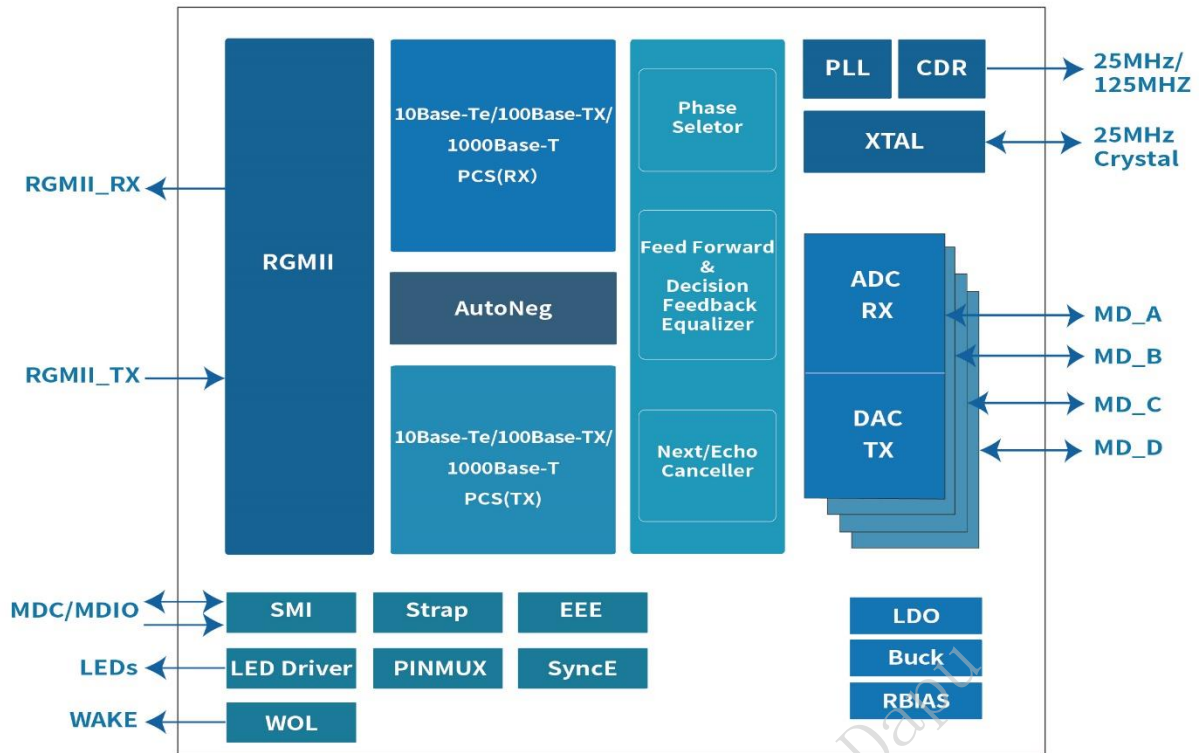 RGMII_RX
RGMII_TX
RGMII
10Base-Te/100Base-TX/
1000Base-T
PCS(RX)
AutoNeg
10Base-Te/100Base-TX/
1000Base-T
PCS(TX)
Phase
Seletor
Feed Forward
&
Decision
Feedback
Equalizer
Next/Echo
Canceller
PLL
CDR
25MHz/
125MHZ
XTAL
25MHz
Crystal
ADC
RX
DAC
TX
MD_A
MD_B
MD_C
MD_D
MDC/MDIO
SMI
Strap
EEE
LEDs
LED Driver
PINMUX
SyncE
WAKE
WOL
LDO
Buck
RBIAS
Dapu